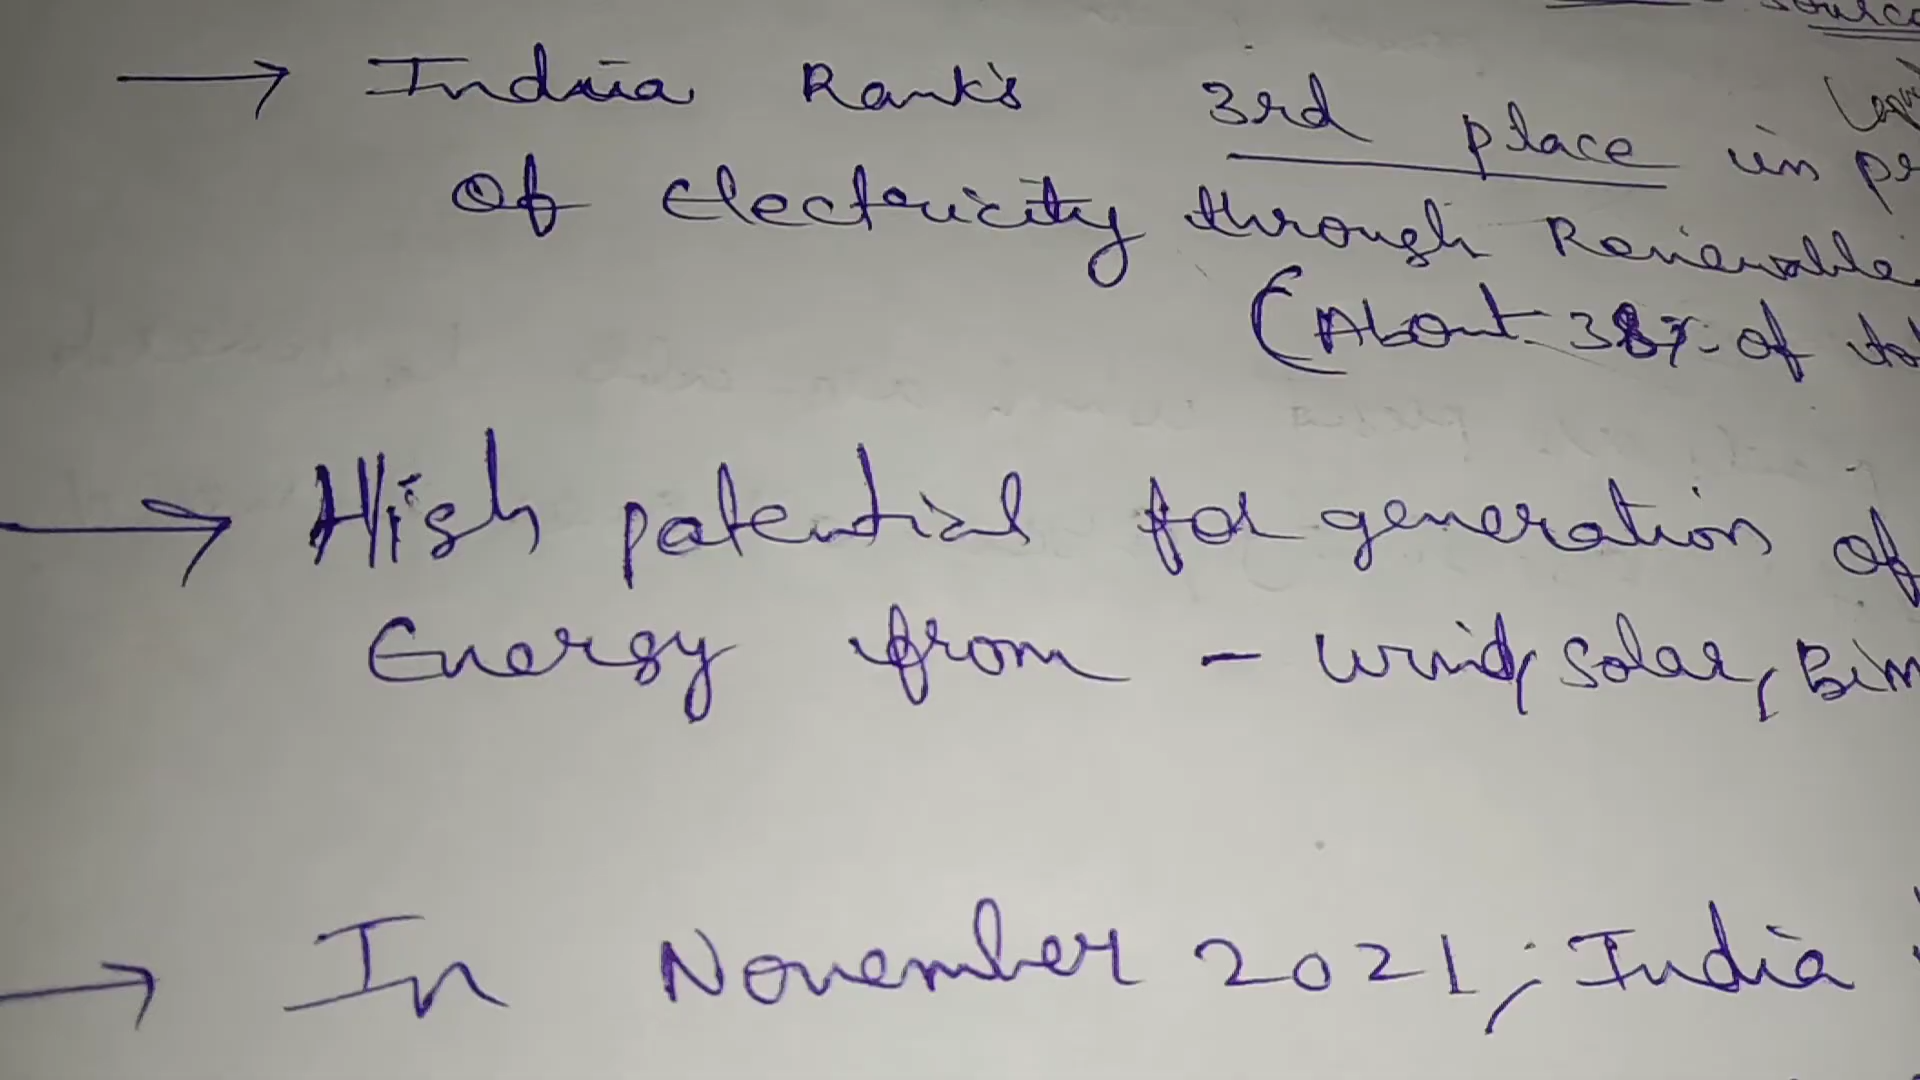 → India Rank's 3rd place in
of Electricity through Renewable
(About 38% of
→ High potential for generation of
Energy from - wind, solar,
→ In November 2021, India